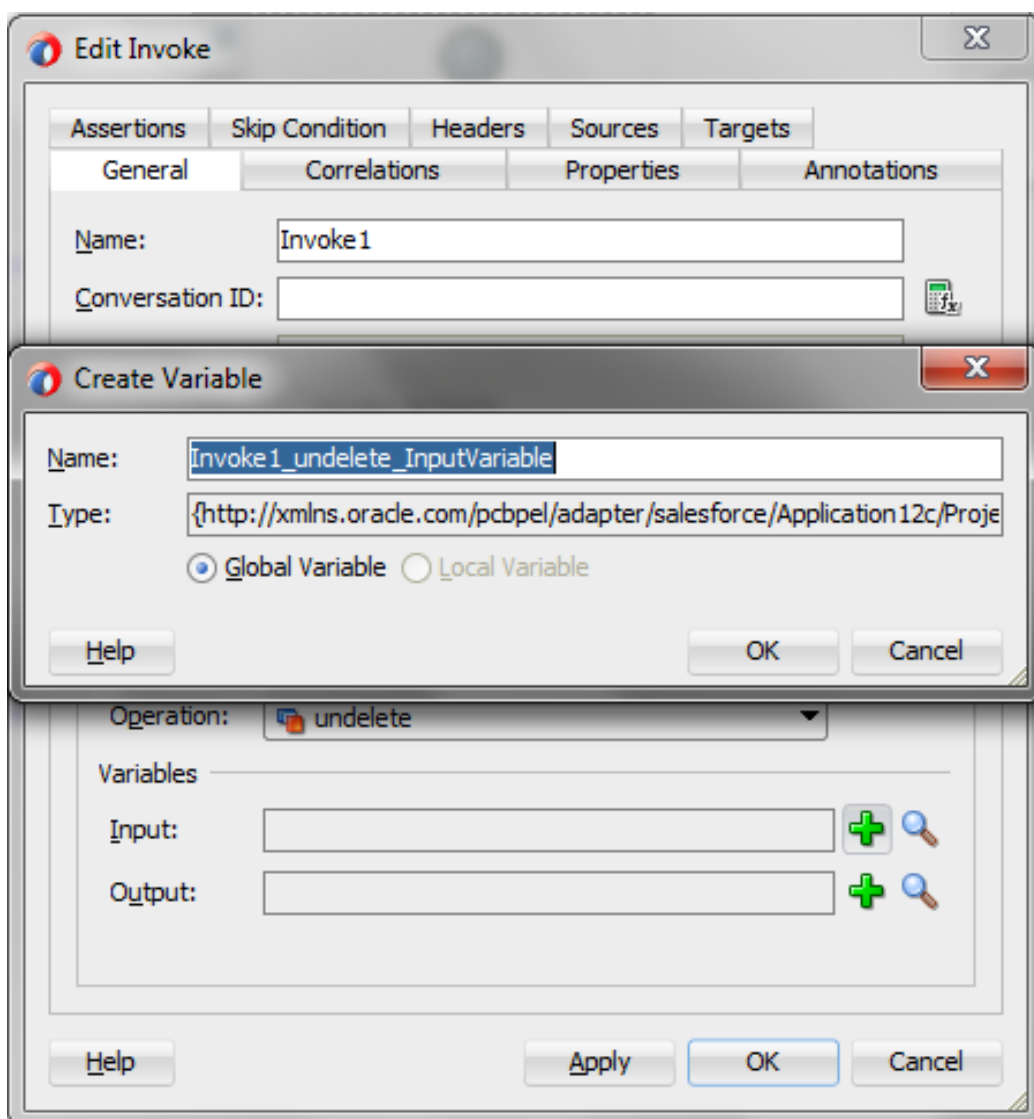 Edit Invoke
Assertions Skip Condition Headers Sources Targets
General Correlations Properties Annotations
Name: Invoke1
Conversation ID:
Create Variable
Name: Invoke1_undelete_InputVariable
Type: {http://xmlns.oracle.com/pcbpel/adapter/salesforce/Application12c/Proje
Global Variable Local Variable
Help OK Cancel
Operation: undelete
Variables
Input:
Output:
Help Apply OK Cancel